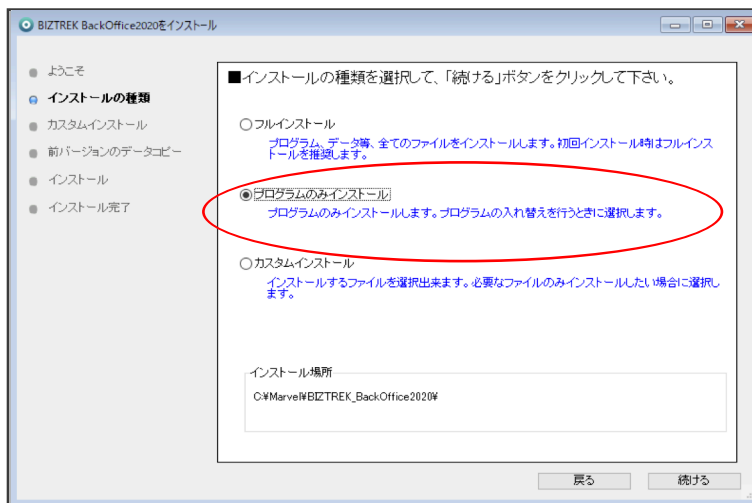 BIZTREK BackOffice2020をインストール
ようこそ
インストールの種類
カスタムインストール
前バージョンのデータコピー
インストール
インストール完了
■インストールの種類を選択して、「続ける」ボタンをクリックして下さい。
フルインストール
プログラム、データ等、全てのファイルをインストールします。初回インストール時はフルインス
トールを推奨します。
プログラムのみインストール
プログラムのみインストールします。プログラムの入れ替えを行うときに選択します。
カスタムインストール
インストールするファイルを選択出来ます。必要なファイルのみインストールしたい場合に選択し
ます。
インストール場所
C:¥Marvel¥BIZTREK_BackOffice2020¥
戻る
続ける